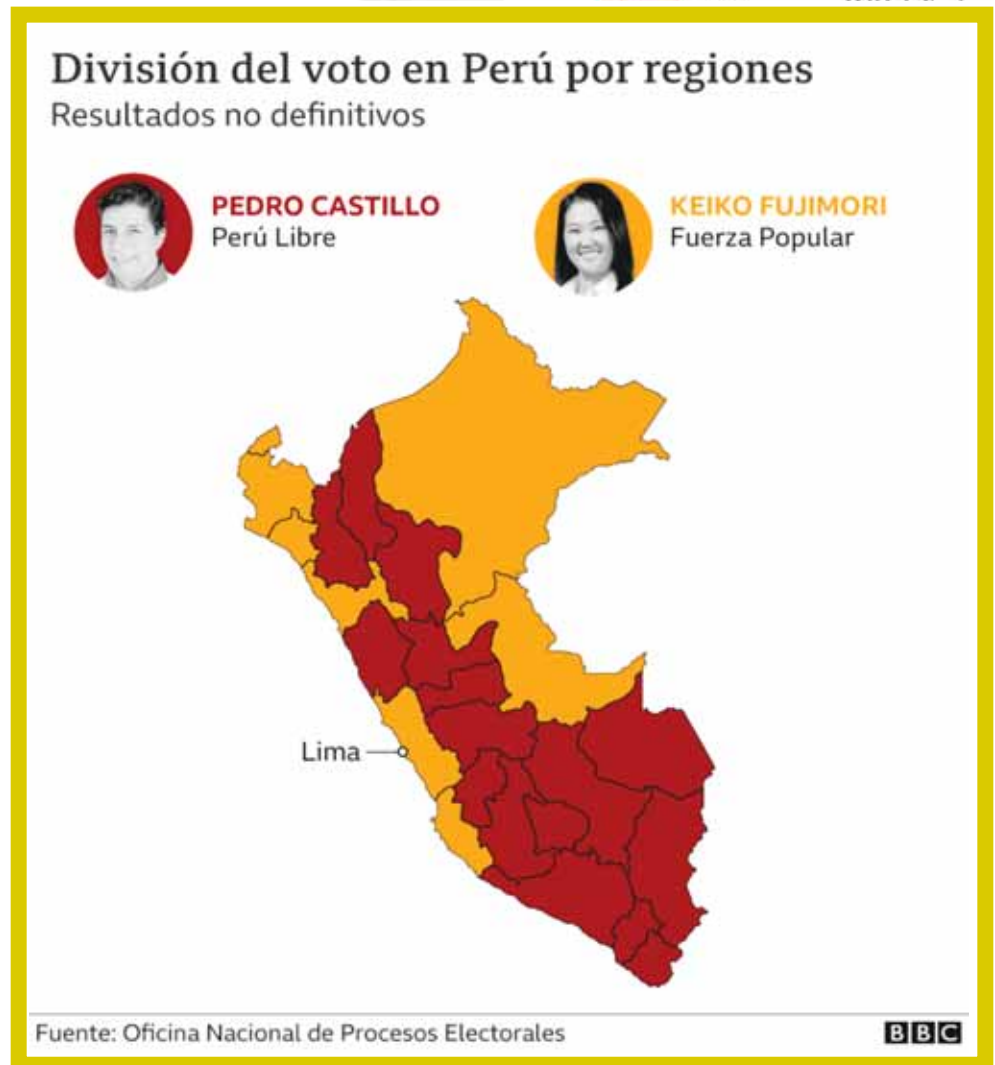 División del voto en Perú por regiones
Resultados no definitivos
PEDRO CASTILLO
Perú Libre
KEIKO FUJIMORI
Fuerza Popular
Lima
Fuente: Oficina Nacional de Procesos Electorales
BBC